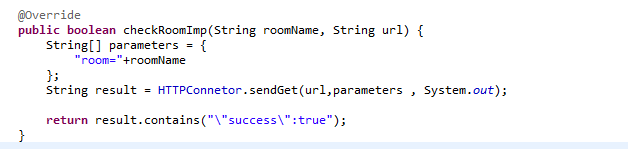 @Override
public boolean checkRoomImp(String roomName, String url) {
    String[] parameters = {
        "room="+roomName
    };
    String result = HTTPConnetor.sendGet(url,parameters , System.out);
    return result.contains("\"success\":true");
}